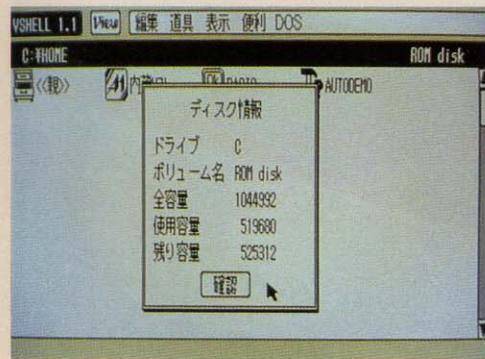 VSHELL 1.1 View 編集 道具 表示 便利 DOS
C:¥HOME ROM disk
《親》 AUTODEMO
ディスク情報
ドライブ C
ボリューム名 ROM disk
全容量 1044992
使用容量 519680
残り容量 525312
確認